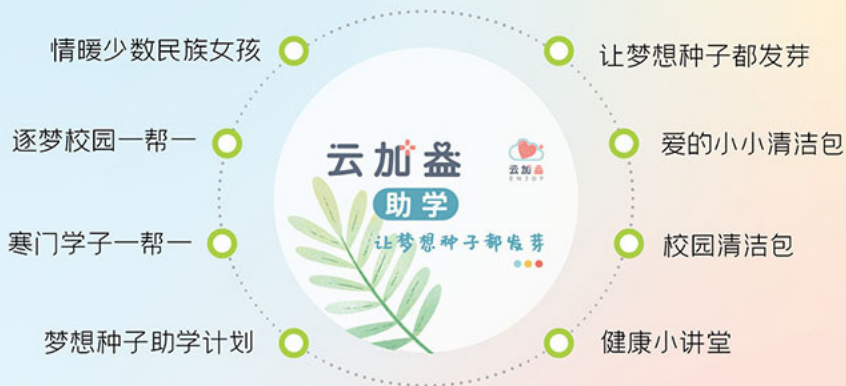 情暖少数民族女孩
让梦想种子都发芽
逐梦校园一帮一
爱的小小清洁包
云加益
云加益
ENJOY
助学
让梦想种子都发芽
寒门学子一帮一
校园清洁包
梦想种子助学计划
健康小讲堂